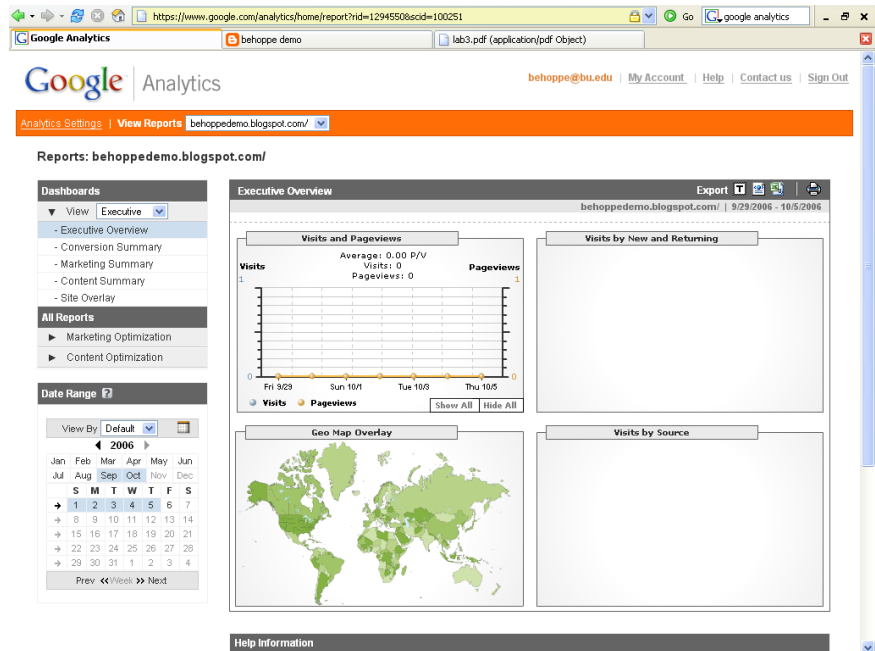 https://www.google.com/analytics/home/report?rid=1294550&scid=100251
Go
google analytics
Google Analytics
behoppe demo
lab3.pdf (application/pdf Object)
Google Analytics
behoppe@bu.edu | My Account | Help | Contact us | Sign Out
Analytics Settings | View Reports behoppedemo.blogspot.com/
Reports: behoppedemo.blogspot.com/
Dashboards
View Executive
- Executive Overview
- Conversion Summary
- Marketing Summary
- Content Summary
- Site Overlay
All Reports
Marketing Optimization
Content Optimization
Date Range ?
View By Default
2006
Jan Feb Mar Apr May Jun
Jul Aug Sep Oct Nov Dec
S M T W T F S
1 2 3 4 5 6 7
8 9 10 11 12 13 14
15 16 17 18 19 20 21
22 23 24 25 26 27 28
29 30 31 1 2 3 4
Prev «Week» Next
Executive Overview
Export T
behoppedemo.blogspot.com/ | 9/29/2006 - 10/5/2006
Visits and Pageviews
Average: 0.00 P/V
Visits: 0
Pageviews: 0
Visits
Pageviews
1
1
0
0
Fri 9/29 Sun 10/1 Tue 10/3 Thu 10/5
Visits Pageviews
Show All Hide All
Visits by New and Returning
Geo Map Overlay
Visits by Source
Help Information